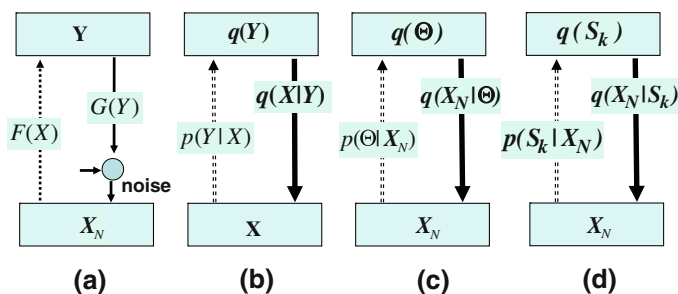 Y q(Y) q(Θ) q(S_k)
G(Y) q(X|Y) q(X_N|Θ) q(X_N|S_k)
F(X) p(Y|X) p(Θ|X_N) p(S_k|X_N)
noise
X_N X X_N X_N
(a) (b) (c) (d)